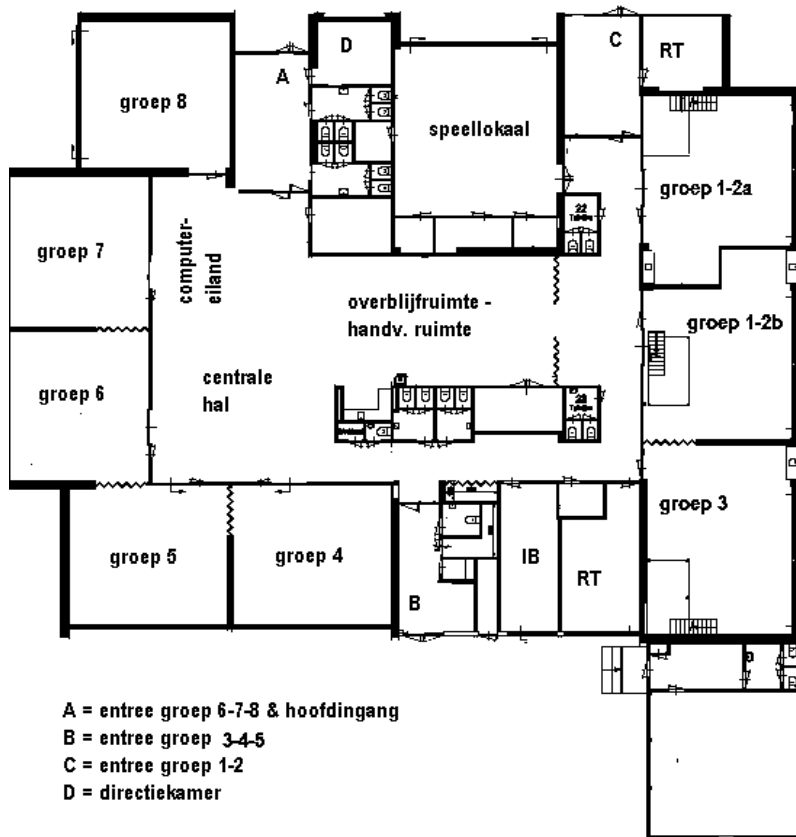 A
D
C
RT
groep 8
speellokaal
groep 1-2a
22
groep 7
computer-
eiland
overblijfruimte -
handv. ruimte
groep 1-2b
groep 6
centrale
hal
groep 3
groep 5
groep 4
IB
RT
B
A = entree groep 6-7-8 & hoofdingang
B = entree groep 3-4-5
C = entree groep 1-2
D = directiekamer